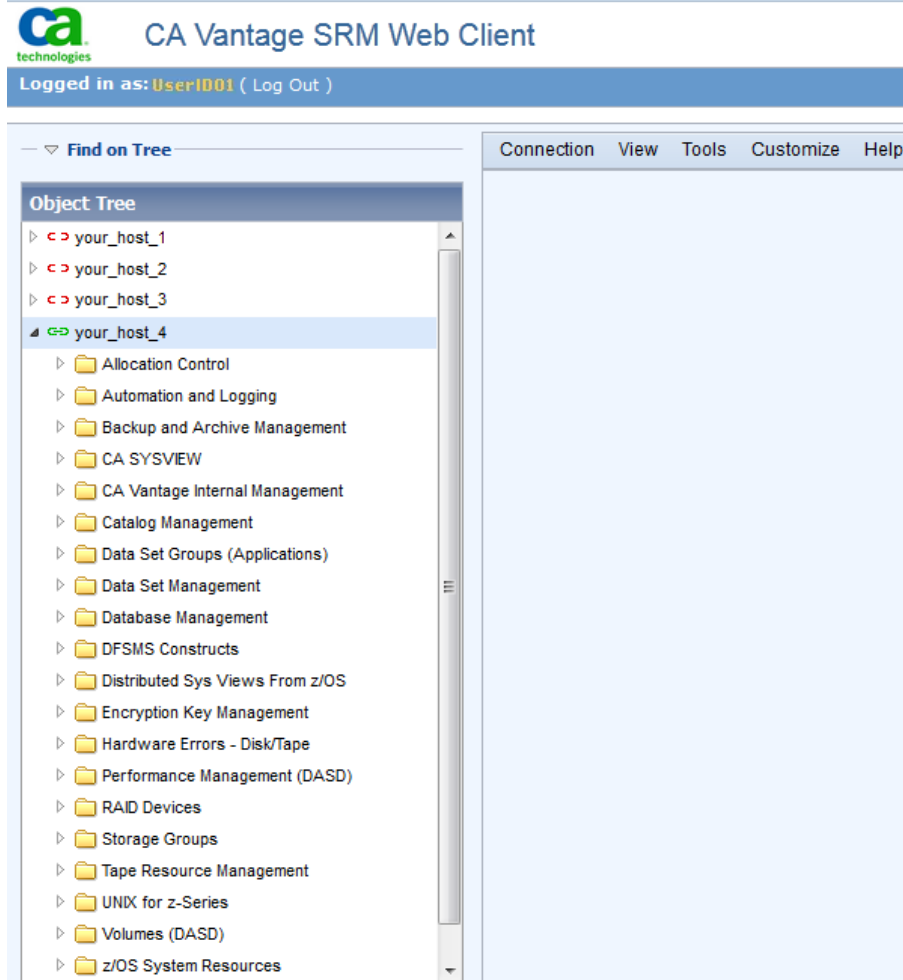 ca
technologies
CA Vantage SRM Web Client
Logged in as: UserID01 ( Log Out )
Find on Tree
Connection View Tools Customize Help
Object Tree
your_host_1
your_host_2
your_host_3
your_host_4
Allocation Control
Automation and Logging
Backup and Archive Management
CA SYSVIEW
CA Vantage Internal Management
Catalog Management
Data Set Groups (Applications)
Data Set Management
Database Management
DFSMS Constructs
Distributed Sys Views From z/OS
Encryption Key Management
Hardware Errors - Disk/Tape
Performance Management (DASD)
RAID Devices
Storage Groups
Tape Resource Management
UNIX for z-Series
Volumes (DASD)
z/OS System Resources